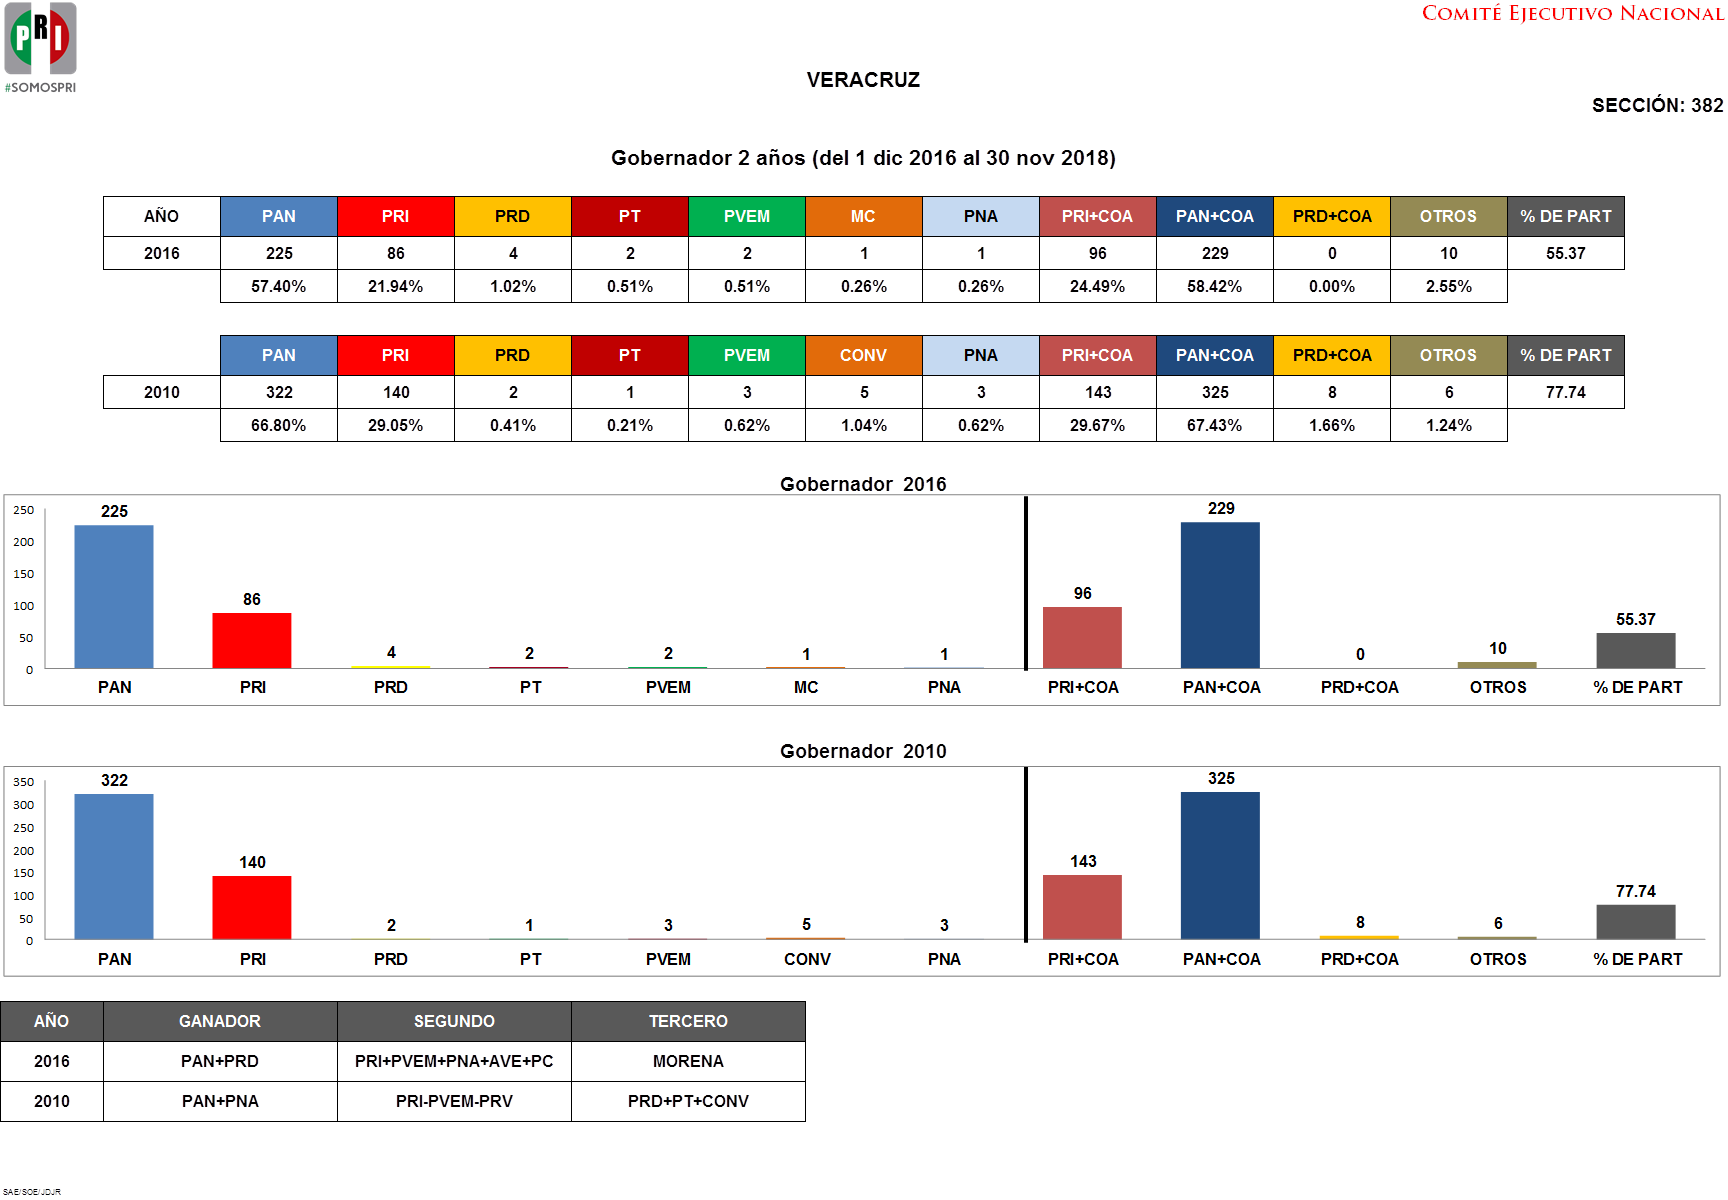 PRI
#SOMOSPRI
COMITÉ EJECUTIVO NACIONAL
VERACRUZ
SECCIÓN: 382
Gobernador 2 años (del 1 dic 2016 al 30 nov 2018)
AÑO PAN PRI PRD PT PVEM MC PNA PRI+COA PAN+COA PRD+COA OTROS % DE PART
2016 225 86 4 2 2 1 1 96 229 0 10 55.37
57.40% 21.94% 1.02% 0.51% 0.51% 0.26% 0.26% 24.49% 58.42% 0.00% 2.55%
PAN PRI PRD PT PVEM CONV PNA PRI+COA PAN+COA PRD+COA OTROS % DE PART
2010 322 140 2 1 3 5 3 143 325 8 6 77.74
66.80% 29.05% 0.41% 0.21% 0.62% 1.04% 0.62% 29.67% 67.43% 1.66% 1.24%
Gobernador 2016
250
200
150
100
50
0
225 86 4 2 2 1 1 96 229 0 10 55.37
PAN PRI PRD PT PVEM MC PNA PRI+COA PAN+COA PRD+COA OTROS % DE PART
Gobernador 2010
350
300
250
200
150
100
50
0
322 140 2 1 3 5 3 143 325 8 6 77.74
PAN PRI PRD PT PVEM CONV PNA PRI+COA PAN+COA PRD+COA OTROS % DE PART
AÑO GANADOR SEGUNDO TERCERO
2016 PAN+PRD PRI+PVEM+PNA+AVE+PC MORENA
2010 PAN+PNA PRI-PVEM-PRV PRD+PT+CONV
SAE/SOE/JDJR